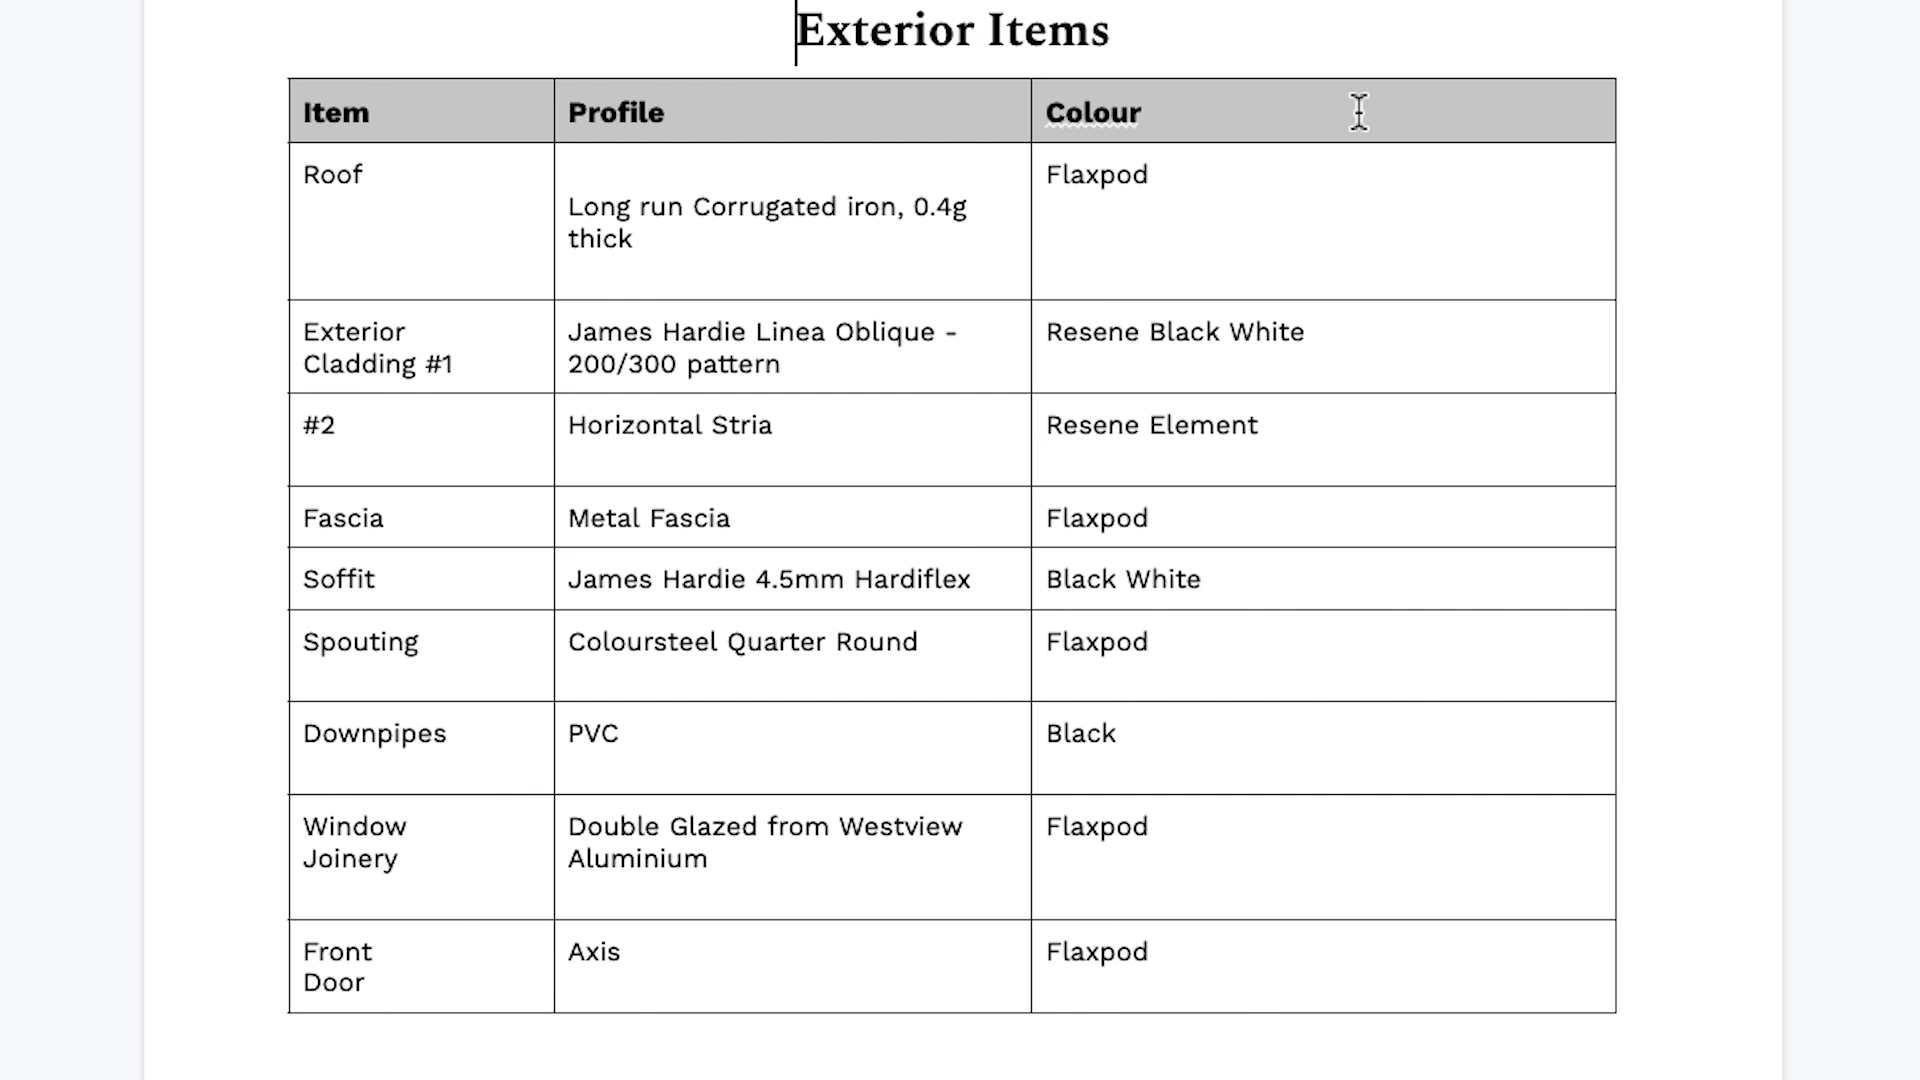 Exterior Items
Item Profile Colour
Roof Long run Corrugated iron, 0.4g Flaxpod
thick
Exterior James Hardie Linea Oblique - Resene Black White
Cladding #1 200/300 pattern
#2 Horizontal Stria Resene Element
Fascia Metal Fascia Flaxpod
Soffit James Hardie 4.5mm Hardiflex Black White
Spouting Coloursteel Quarter Round Flaxpod
Downpipes PVC Black
Window Double Glazed from Westview Flaxpod
Joinery Aluminium
Front Axis Flaxpod
Door